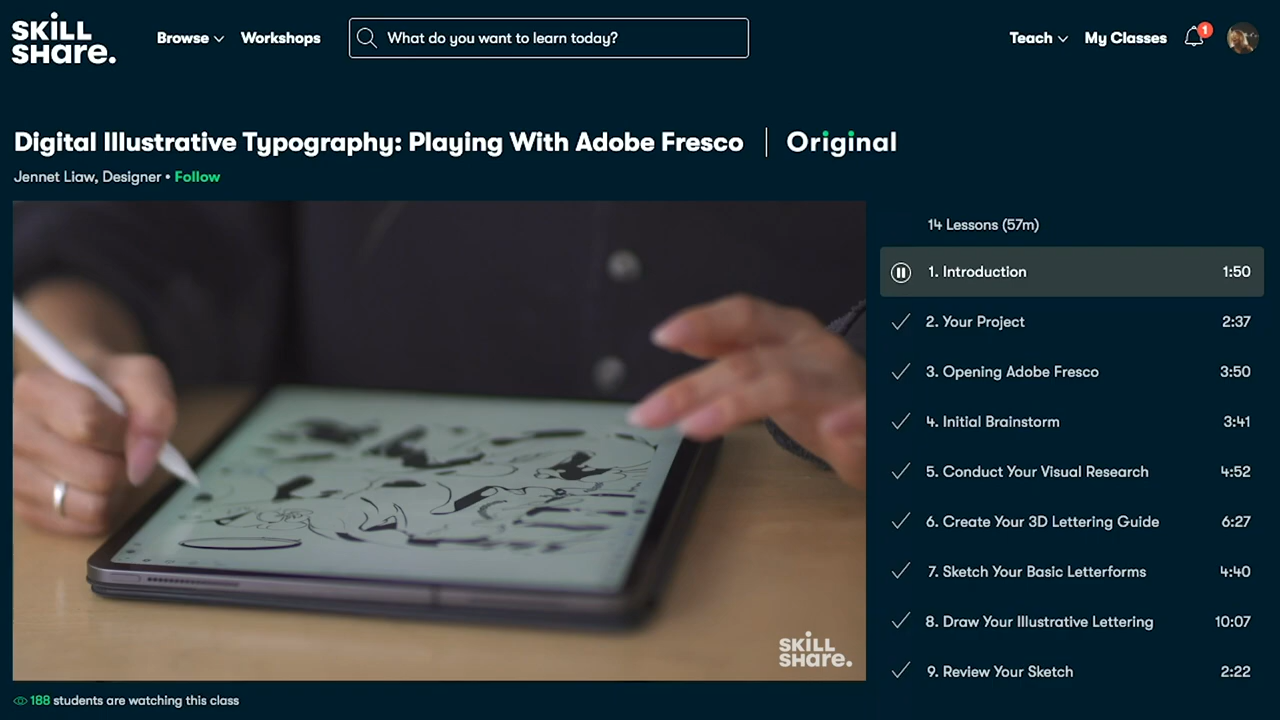 SKILL
SHare.
Browse
Workshops
What do you want to learn today?
Teach
My Classes
1
Digital Illustrative Typography: Playing With Adobe Fresco | Original
Jennet Liaw, Designer • Follow
14 Lessons (57m)
1. Introduction 1:50
2. Your Project 2:37
3. Opening Adobe Fresco 3:50
4. Initial Brainstorm 3:41
5. Conduct Your Visual Research 4:52
6. Create Your 3D Lettering Guide 6:27
7. Sketch Your Basic Letterforms 4:40
8. Draw Your Illustrative Lettering 10:07
9. Review Your Sketch 2:22
SKILL
SHare.
188 students are watching this class